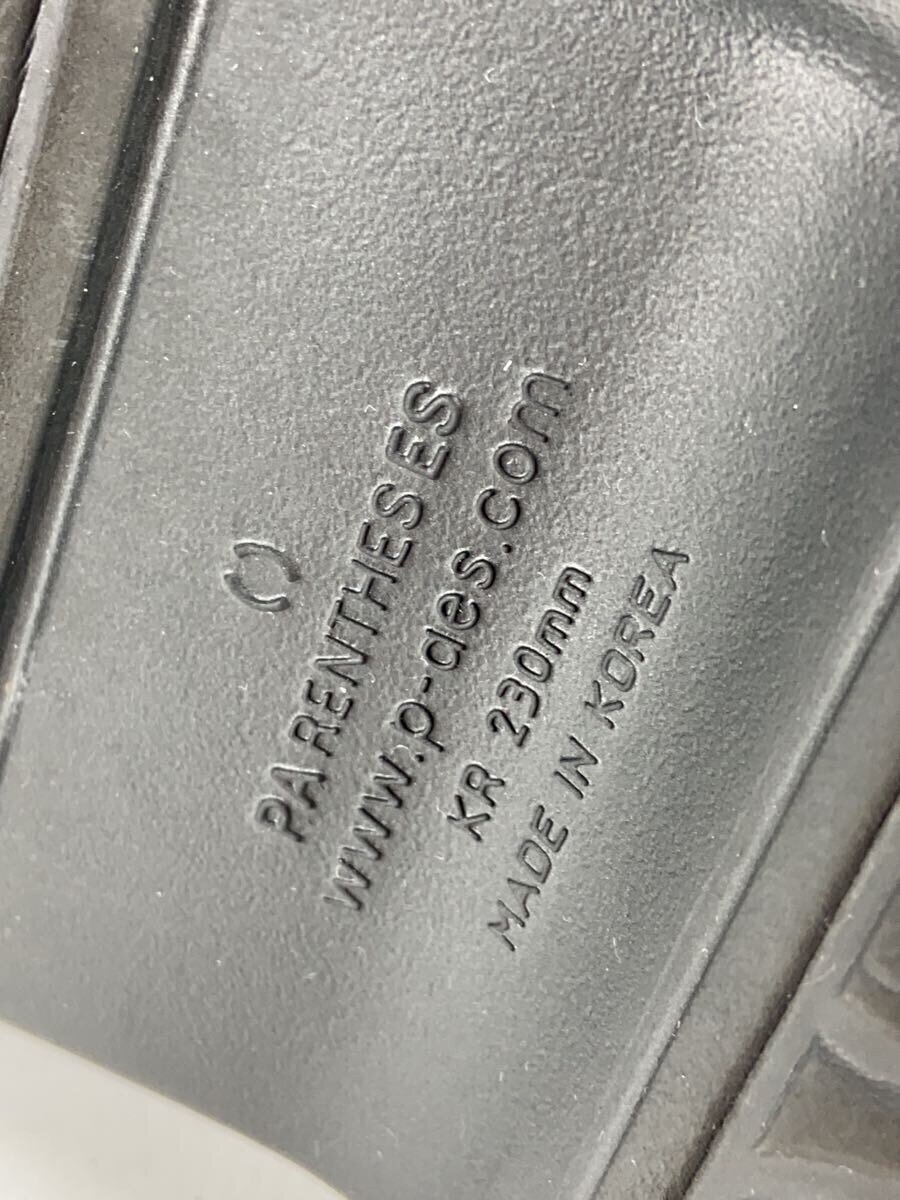 ()
PARENTHESES
www.p-des.com
KR 230mm
MADE IN KOREA